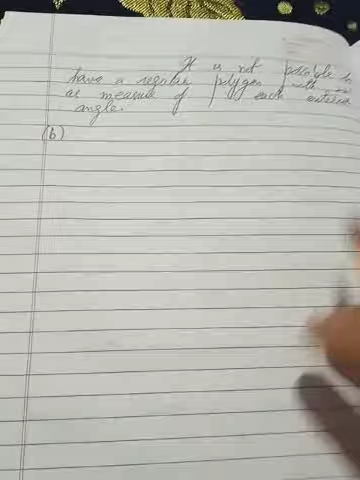 It is not possible to
have a regular polygon with
as measure of each exterior
angle.
(b)